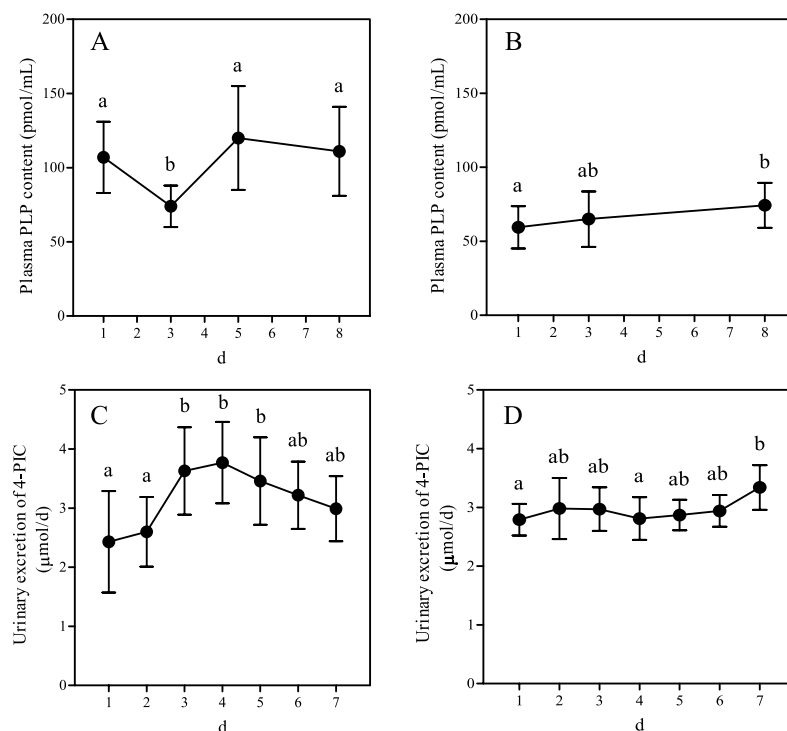 A
Plasma PLP content (pmol/mL)
200
150
100
50
0
a
b
a
a
1 2 3 4 5 6 7 8
d
B
Plasma PLP content (pmol/mL)
200
150
100
50
0
a
ab
b
1 2 3 4 5 6 7 8
d
C
Urinary excretion of 4-PIC
(μmol/d)
5
4
3
2
1
0
a
a
b
b
b
ab
ab
1 2 3 4 5 6 7
d
D
Urinary excretion of 4-PIC
(μmol/d)
5
4
3
2
1
0
a
ab
ab
a
ab
ab
b
1 2 3 4 5 6 7
d